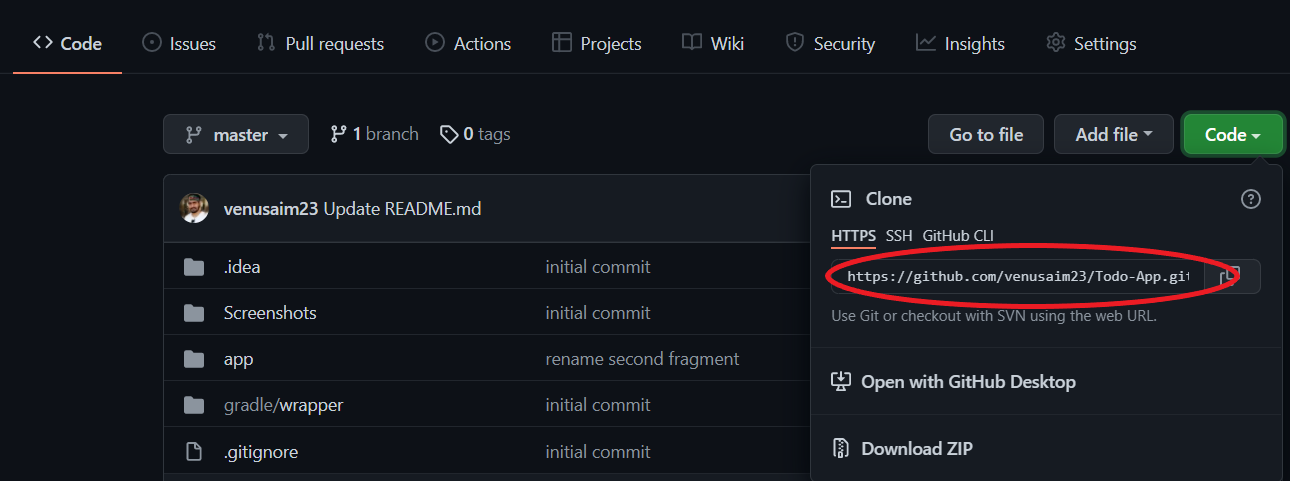 Code Issues Pull requests Actions Projects Wiki Security Insights Settings
master 1 branch 0 tags Go to file Add file Code
venusaim23 Update README.md
.idea initial commit
Screenshots initial commit
app rename second fragment
gradle/wrapper initial commit
.gitignore initial commit
Clone
HTTPS SSH GitHub CLI
https://github.com/venusaim23/Todo-App.git
Use Git or checkout with SVN using the web URL.
Open with GitHub Desktop
Download ZIP